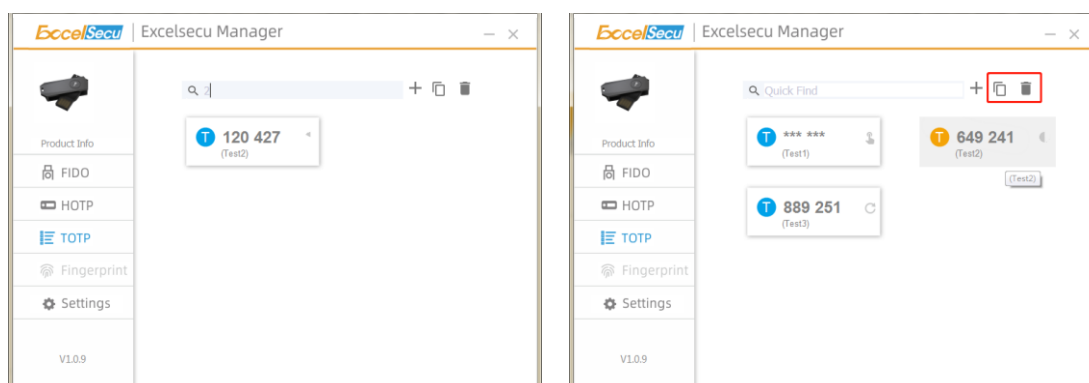 ExcelSecu Excelsecu Manager
2
120 427
(Test2)
Product Info
FIDO
HOTP
TOTP
Fingerprint
Settings
V1.0.9
ExcelSecu Excelsecu Manager
Quick Find
T *** ***
(Test1)
T 649 241
(Test2)
(Test2)
T 889 251
(Test3)
Product Info
FIDO
HOTP
TOTP
Fingerprint
Settings
V1.0.9